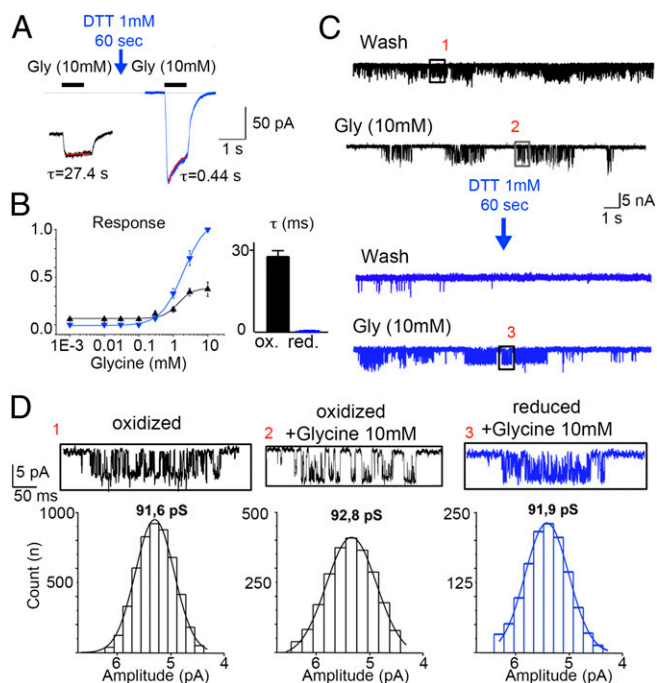 A
DTT 1mM
60 sec
Gly (10mM) Gly (10mM)
50 pA
1 s
τ=27.4 s
τ=0.44 s
B
Response
1.0
0.5
0.0
1E-3 0.01 0.1 1 10
Glycine (mM)
τ (ms)
30
0
ox. red.
C
Wash
1
Gly (10mM)
2
DTT 1mM
60 sec
5 nA
1 s
Wash
Gly (10mM)
3
D
1
oxidized
2
oxidized
+Glycine 10mM
3
reduced
+Glycine 10mM
5 pA
50 ms
91,6 pS
92,8 pS
91,9 pS
Count (n)
1000
500
6 5 4
Amplitude (pA)
500
250
6 5 4
Amplitude (pA)
250
125
6 5 4
Amplitude (pA)